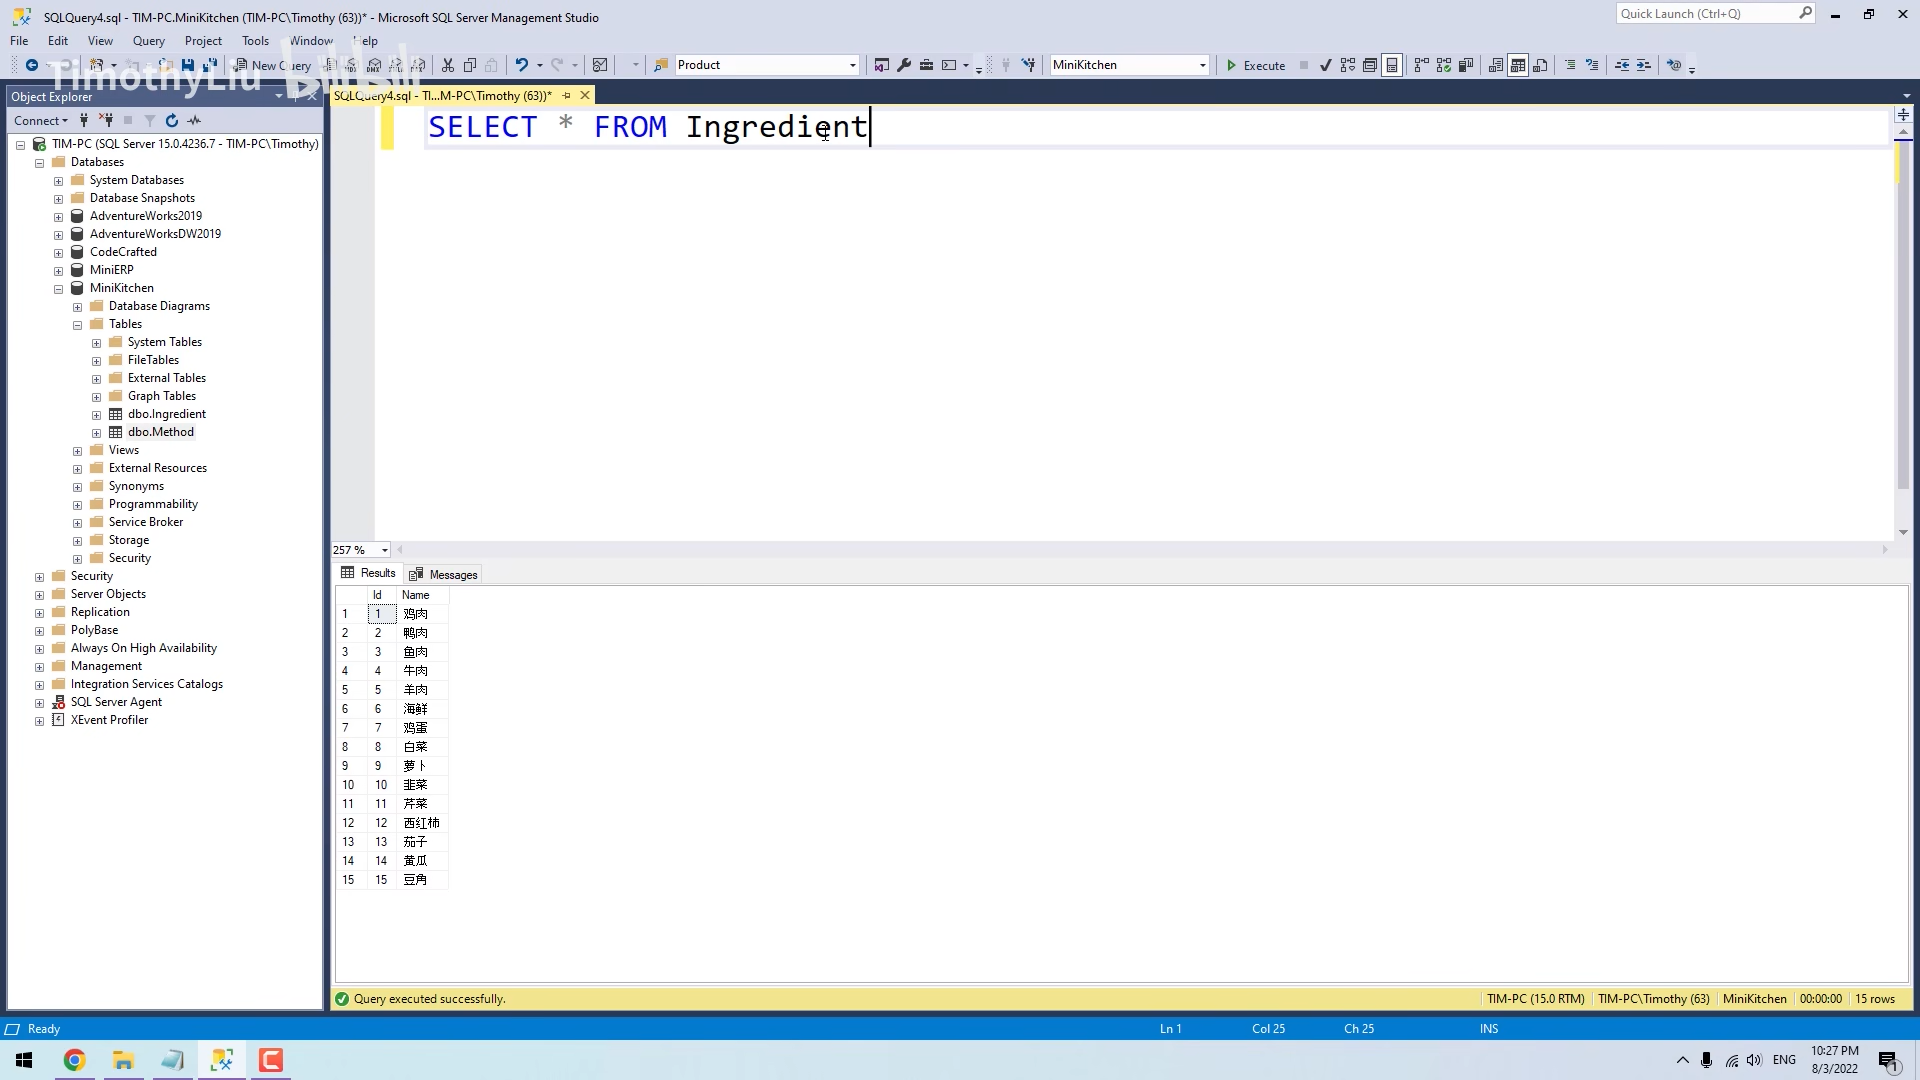 SQLQuery4.sql - TIM-PC.MiniKitchen (TIM-PC\Timothy (63))* - Microsoft SQL Server Management Studio
Quick Launch (Ctrl+Q)
File Edit View Query Project Tools Window Help
New Query
Product
MiniKitchen
Execute
TimothyLiu bilibili
Object Explorer
SQLQuery4.sql - TI...M-PC\Timothy (63))*
Connect
SELECT * FROM Ingredient
TIM-PC (SQL Server 15.0.4236.7 - TIM-PC\Timothy)
Databases
System Databases
Database Snapshots
AdventureWorks2019
AdventureWorksDW2019
CodeCrafted
MiniERP
MiniKitchen
Database Diagrams
Tables
System Tables
FileTables
External Tables
Graph Tables
dbo.Ingredient
dbo.Method
Views
External Resources
Synonyms
Programmability
Service Broker
Storage
Security
Security
Server Objects
Replication
PolyBase
Always On High Availability
Management
Integration Services Catalogs
SQL Server Agent
XEvent Profiler
257 %
Results Messages
Id Name
1 1 鸡肉
2 2 鸭肉
3 3 鱼肉
4 4 牛肉
5 5 羊肉
6 6 海鲜
7 7 鸡蛋
8 8 白菜
9 9 萝卜
10 10 韭菜
11 11 芹菜
12 12 西红柿
13 13 茄子
14 14 黄瓜
15 15 豆角
Query executed successfully.
TIM-PC (15.0 RTM) TIM-PC\Timothy (63) MiniKitchen 00:00:00 15 rows
Ready Ln 1 Col 25 Ch 25 INS
ENG
10:27 PM
8/3/2022
1